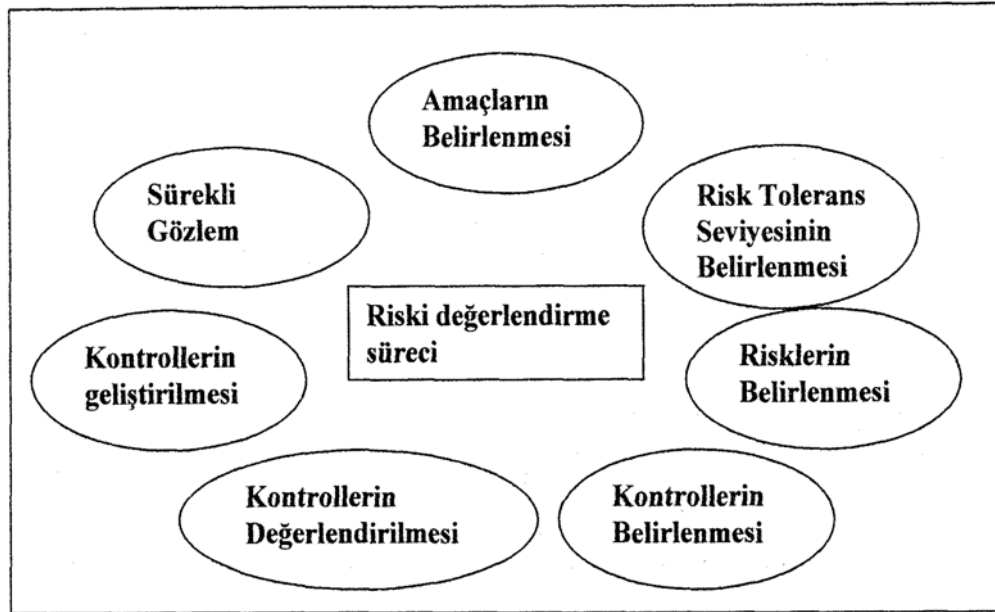 Amaçların
Belirlenmesi
Risk Tolerans
Seviyesinin
Belirlenmesi
Risklerin
Belirlenmesi
Kontrollerin
Belirlenmesi
Kontrollerin
Değerlendirilmesi
Kontrollerin
geliştirilmesi
Sürekli
Gözlem
Riski değerlendirme
süreci